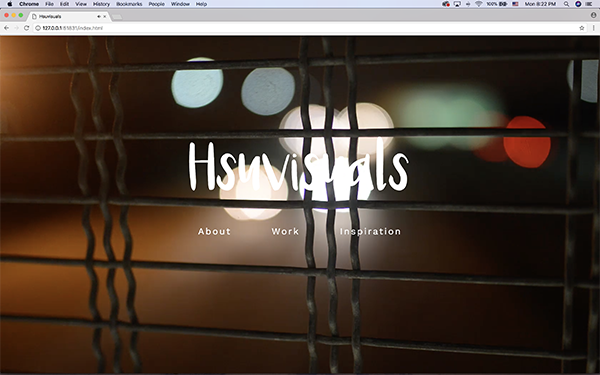 Chrome File Edit View History Bookmarks People Window Help 100% Mon 8:22 PM
Hsuvisuals
127.0.0.1:81831/index.html
Hsuvisuals
About Work Inspiration